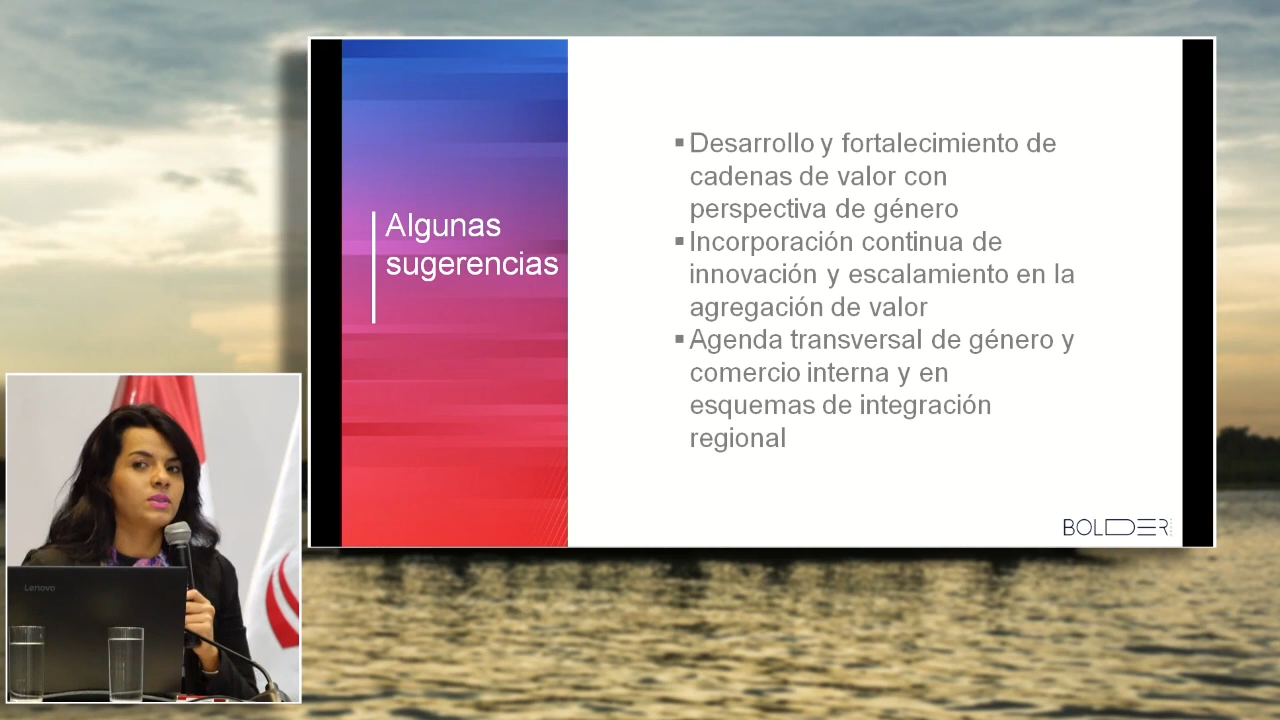 Algunas
sugerencias
▪Desarrollo y fortalecimiento de
cadenas de valor con
perspectiva de género
▪Incorporación continua de
innovación y escalamiento en la
agregación de valor
▪Agenda transversal de género y
comercio interna y en
esquemas de integración
regional
BOLDER
Lenovo